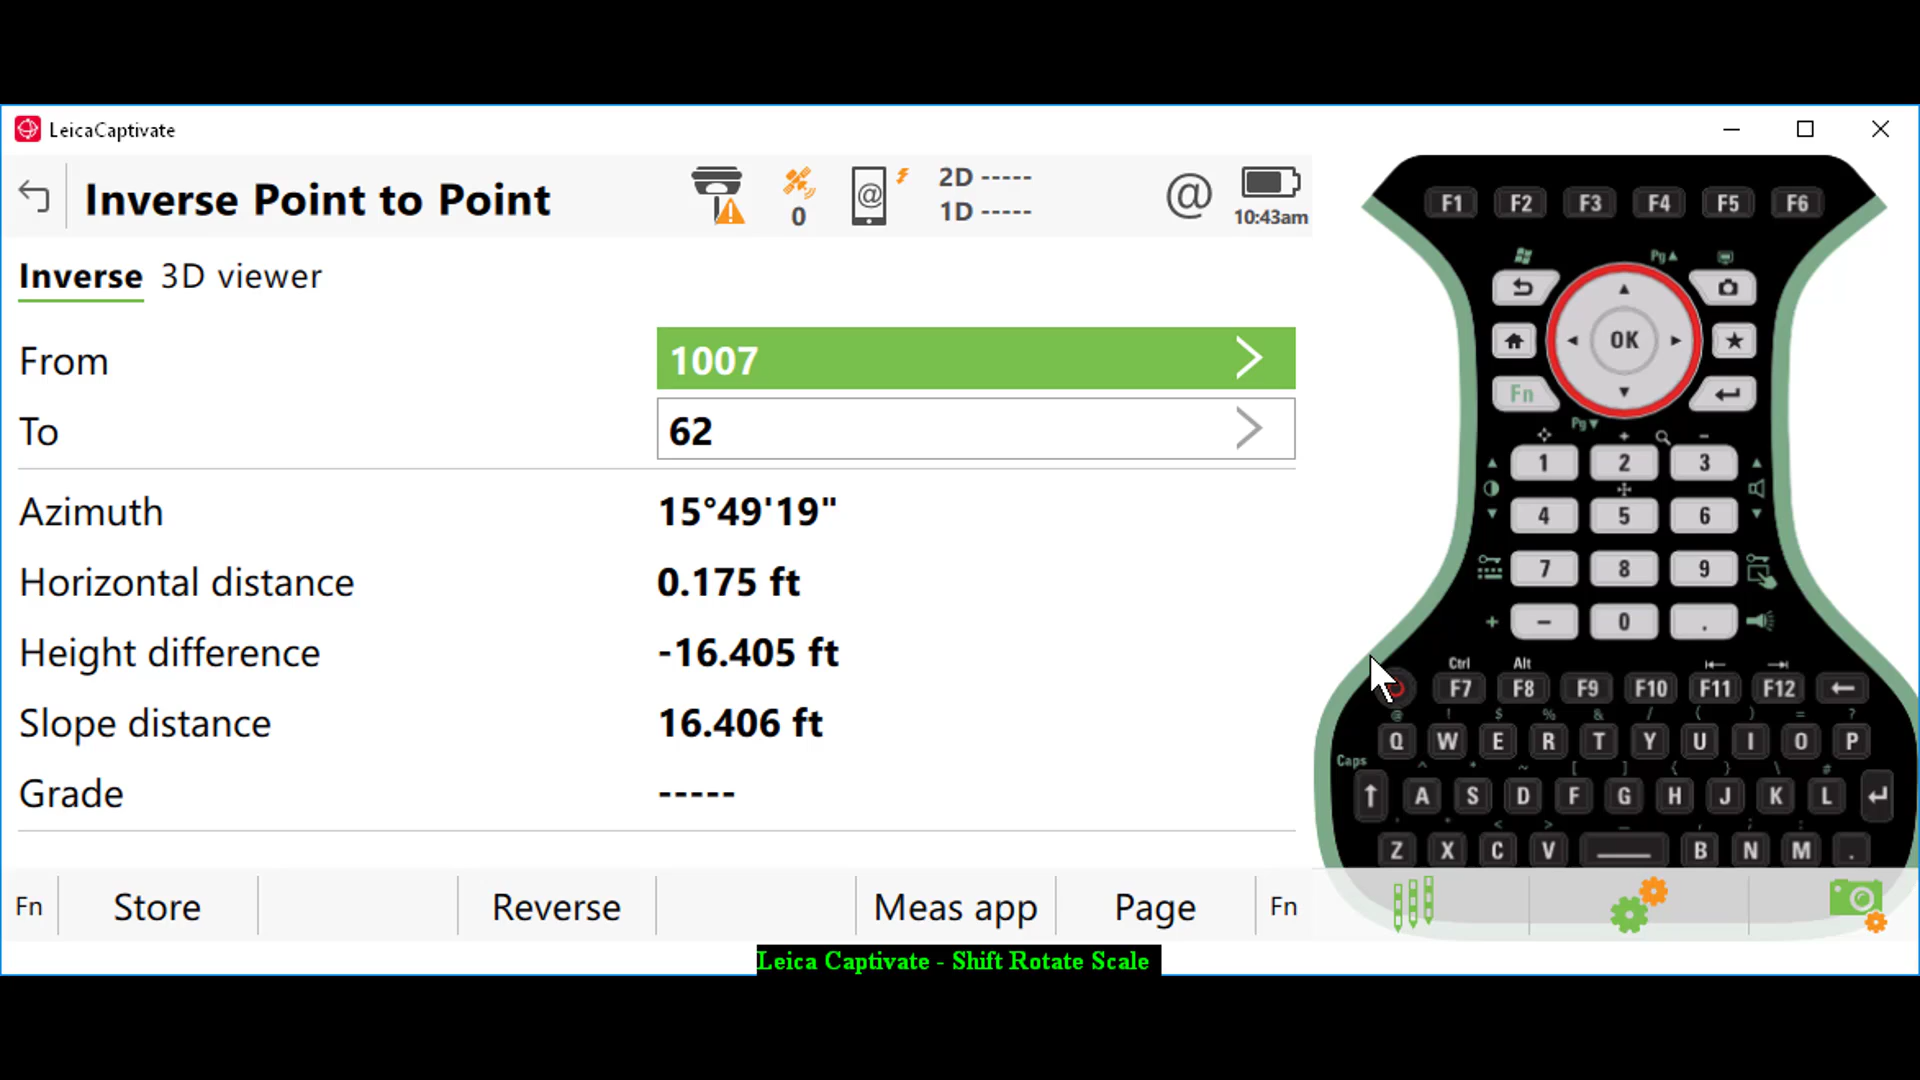 LeicaCaptivate
Inverse Point to Point
0
@
2D -----
1D -----
@
10:43am
Inverse 3D viewer
From 1007
To 62
Azimuth 15°49'19"
Horizontal distance 0.175 ft
Height difference -16.405 ft
Slope distance 16.406 ft
Grade -----
Fn Store Reverse Meas app Page Fn
Leica Captivate - Shift Rotate Scale
F1 F2 F3 F4 F5 F6
Pg
OK
Fn
Pg
+ -
1 2 3
4 5 6
7 8 9
+ - 0 .
Ctrl Alt
F7 F8 F9 F10 F11 F12
@ ! $ % & / ( ) = ?
Q W E R T Y U I O P
Caps ^ * ~ [ ] { } \ #
A S D F G H J K L
< > _ , ; :
Z X C V B N M .